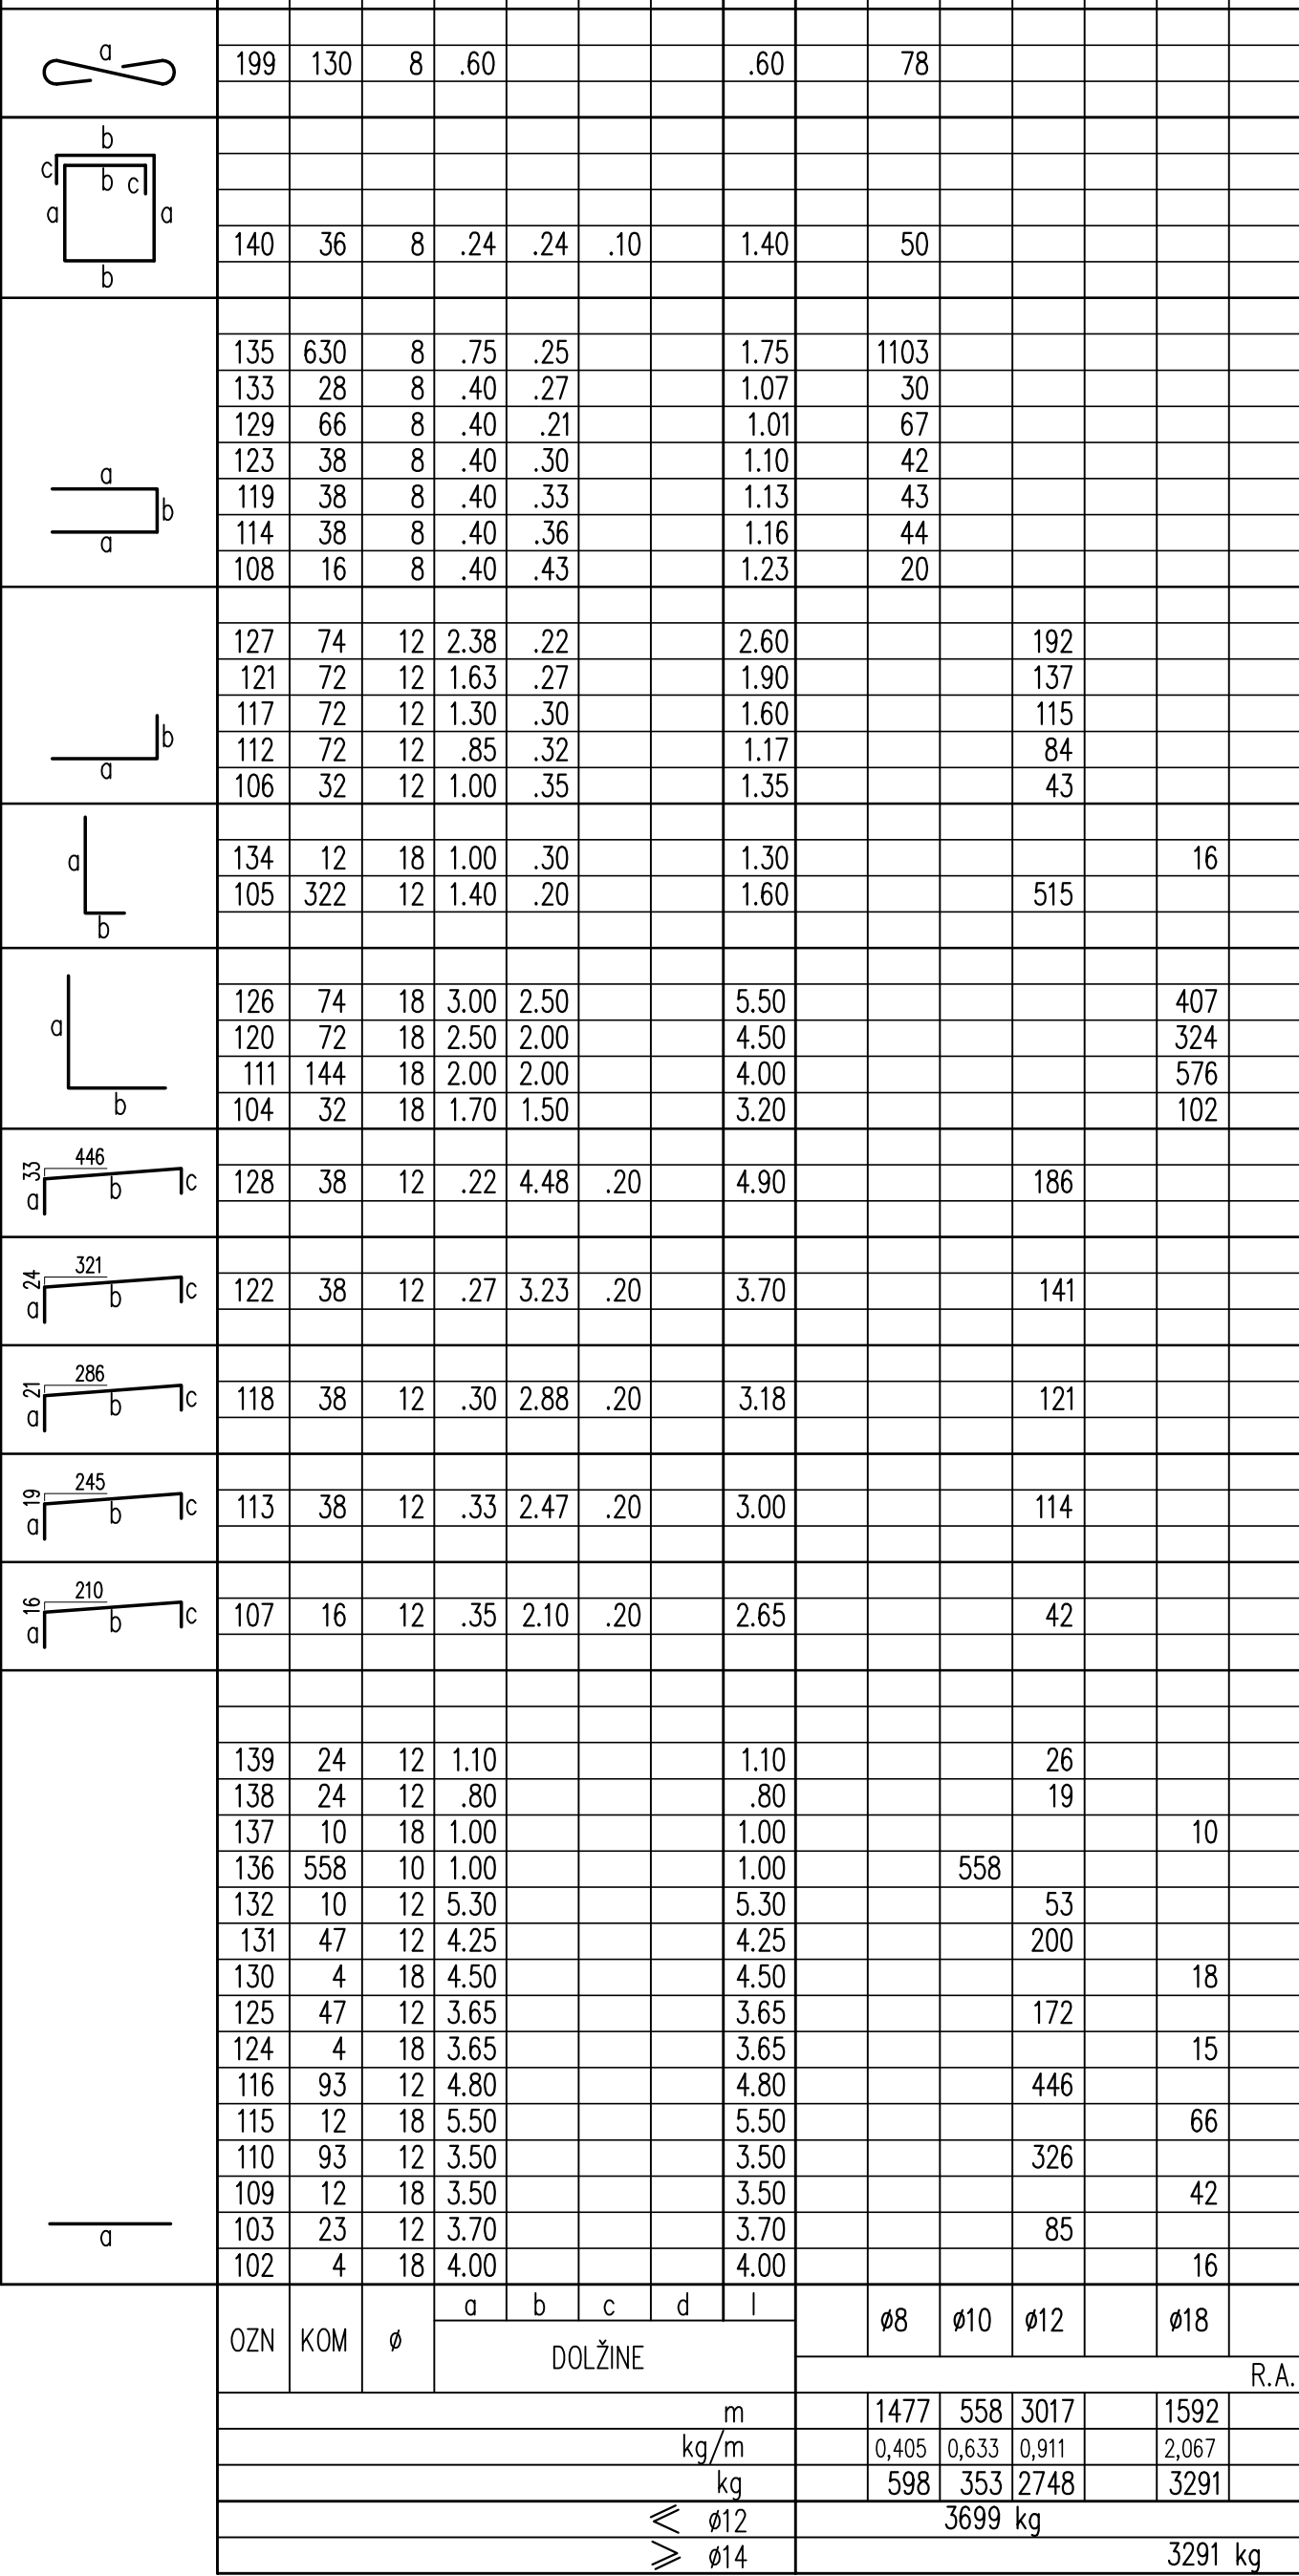 a
199 130 8 .60 .60 78
b
c b c
a a
140 36 8 .24 .24 .10 1.40 50
b
135 630 8 .75 .25 1.75 1103
133 28 8 .40 .27 1.07 30
129 66 8 .40 .21 1.01 67
123 38 8 .40 .30 1.10 42
a
119 38 8 .40 .33 1.13 43
b
114 38 8 .40 .36 1.16 44
a
108 16 8 .40 .43 1.23 20
127 74 12 2.38 .22 2.60 192
121 72 12 1.63 .27 1.90 137
117 72 12 1.30 .30 1.60 115
b
112 72 12 .85 .32 1.17 84
a
106 32 12 1.00 .35 1.35 43
a
134 12 18 1.00 .30 1.30 16
105 322 12 1.40 .20 1.60 515
b
126 74 18 3.00 2.50 5.50 407
a
120 72 18 2.50 2.00 4.50 324
111 144 18 2.00 2.00 4.00 576
b
104 32 18 1.70 1.50 3.20 102
33 446
a b c
128 38 12 .22 4.48 .20 4.90 186
24 321
a b c
122 38 12 .27 3.23 .20 3.70 141
21 286
a b c
118 38 12 .30 2.88 .20 3.18 121
19 245
a b c
113 38 12 .33 2.47 .20 3.00 114
16 210
a b c
107 16 12 .35 2.10 .20 2.65 42
139 24 12 1.10 1.10 26
138 24 12 .80 .80 19
137 10 18 1.00 1.00 10
136 558 10 1.00 1.00 558
132 10 12 5.30 5.30 53
131 47 12 4.25 4.25 200
130 4 18 4.50 4.50 18
125 47 12 3.65 3.65 172
124 4 18 3.65 3.65 15
116 93 12 4.80 4.80 446
115 12 18 5.50 5.50 66
110 93 12 3.50 3.50 326
109 12 18 3.50 3.50 42
103 23 12 3.70 3.70 85
a
102 4 18 4.00 4.00 16
a b c d l
ø8 ø10 ø12 ø18
OZN KOM ø
DOLŽINE
R.A.
m 1477 558 3017 1592
kg/m 0,405 0,633 0,911 2,067
kg 598 353 2748 3291
≤ ø12 3699 kg
≥ ø14 3291 kg